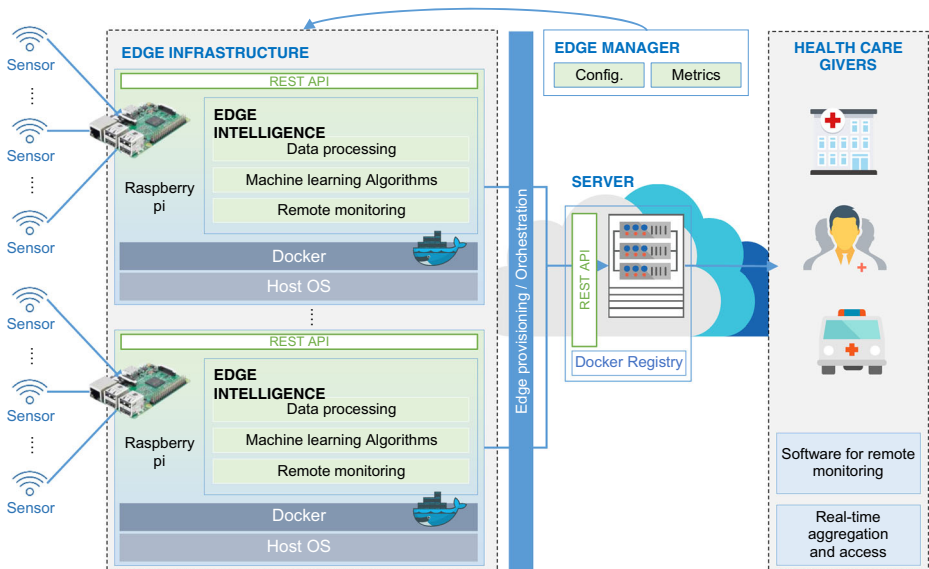 Sensor
Sensor
Sensor
Sensor
Sensor
Sensor
EDGE INFRASTRUCTURE
REST API
Raspberry
pi
EDGE
INTELLIGENCE
Data processing
Machine learning Algorithms
Remote monitoring
Docker
Host OS
REST API
Raspberry
pi
EDGE
INTELLIGENCE
Data processing
Machine learning Algorithms
Remote monitoring
Docker
Host OS
Edge provisioning / Orchestration
EDGE MANAGER
Config.
Metrics
SERVER
REST API
Docker Registry
HEALTH CARE
GIVERS
Software for remote
monitoring
Real-time
aggregation
and access